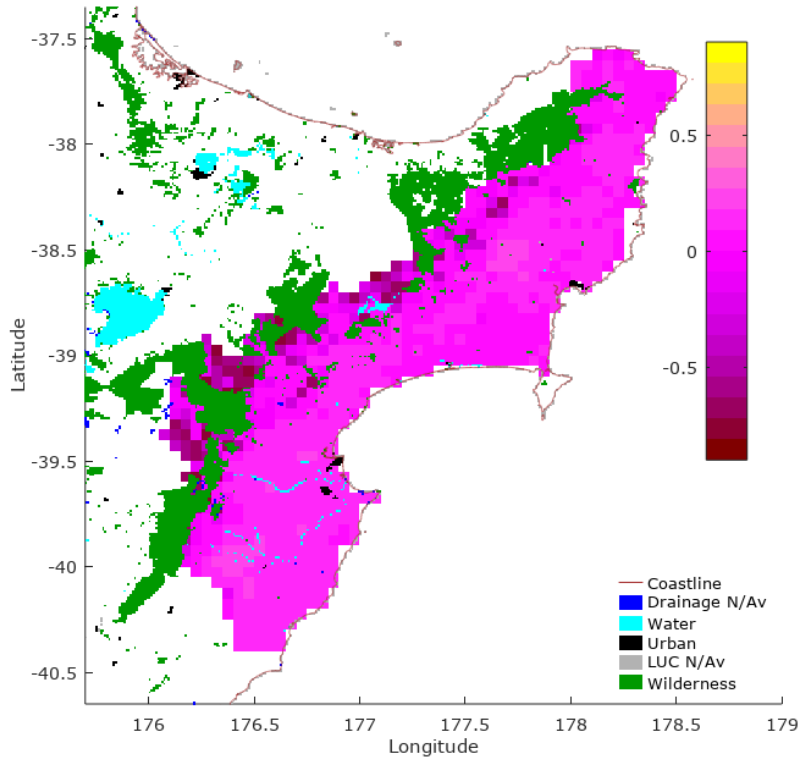 -37.5
-38
-38.5
-39
-39.5
-40
-40.5
Latitude
176
176.5
177
177.5
178
178.5
179
Longitude
0.5
0
-0.5
Coastline
Drainage N/Av
Water
Urban
LUC N/Av
Wilderness